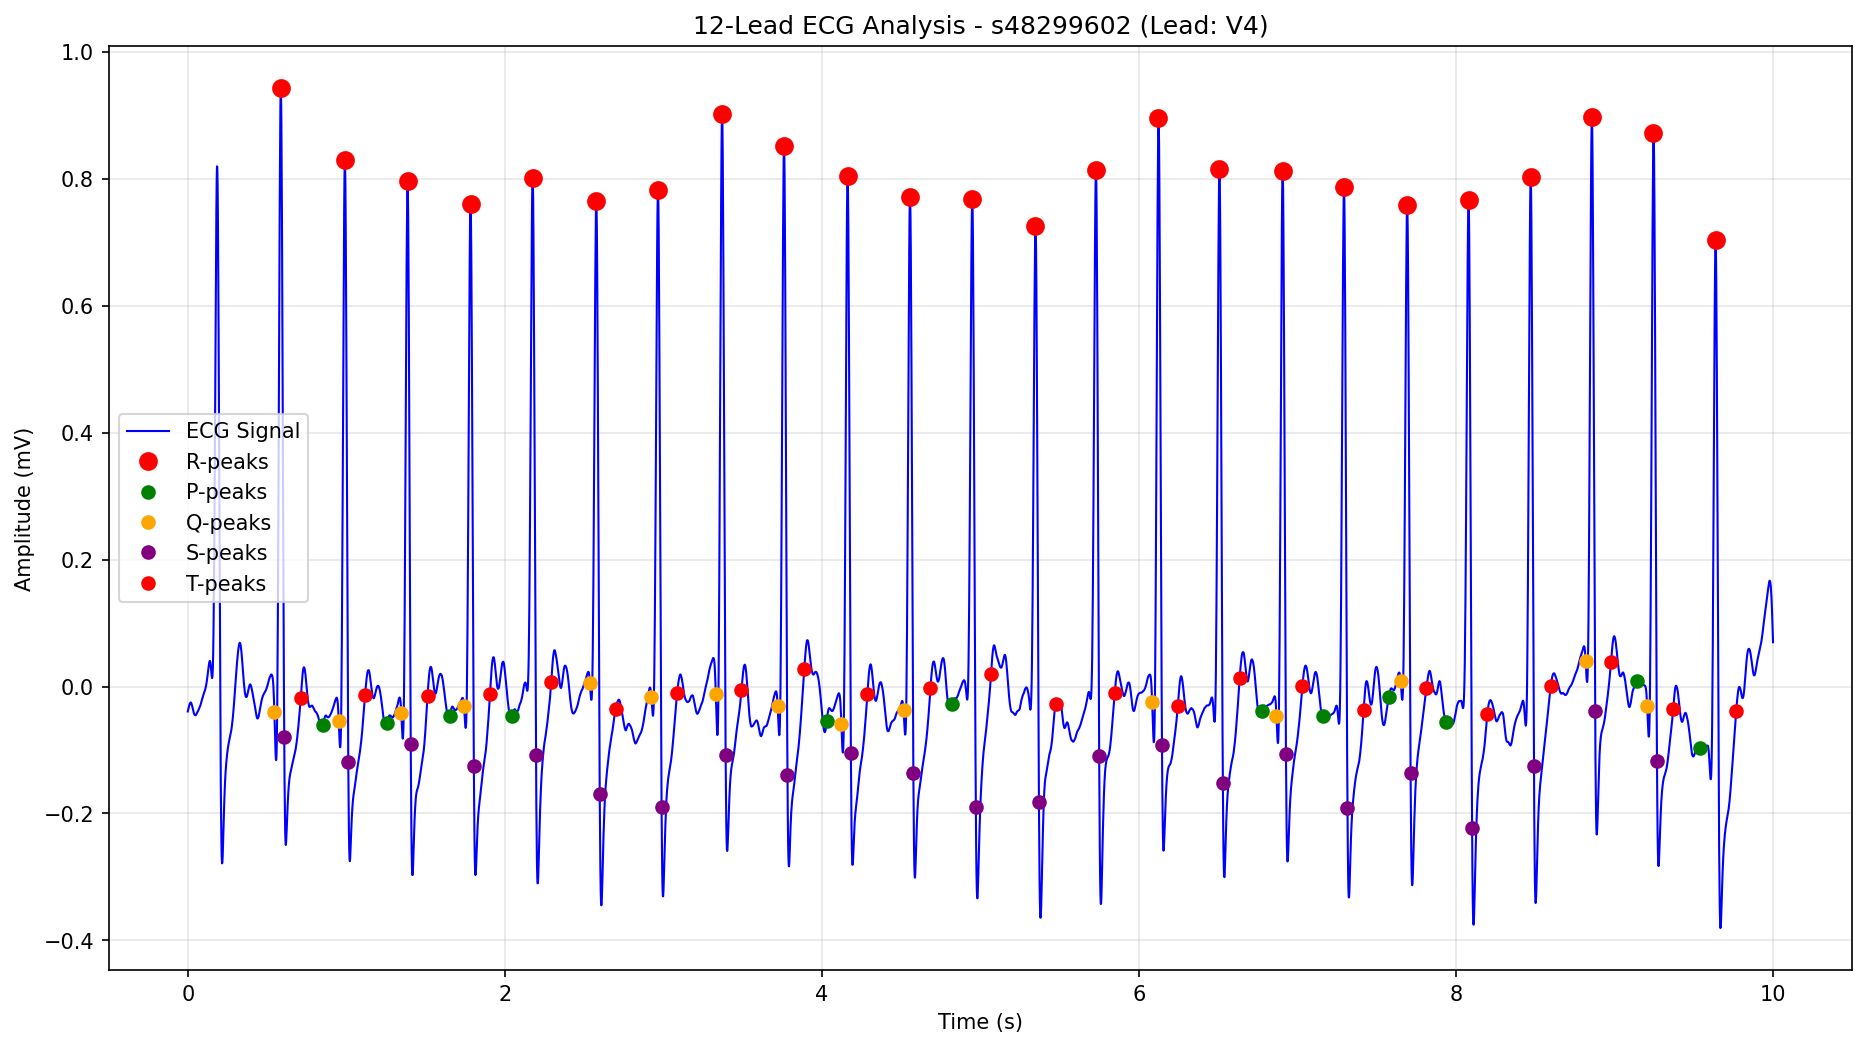 12-Lead ECG Analysis - s48299602 (Lead: V4)
1.0
0.8
0.6
0.4
0.2
0.0
−0.2
−0.4
Amplitude (mV)
ECG Signal
R-peaks
P-peaks
Q-peaks
S-peaks
T-peaks
0 2 4 6 8 10
Time (s)